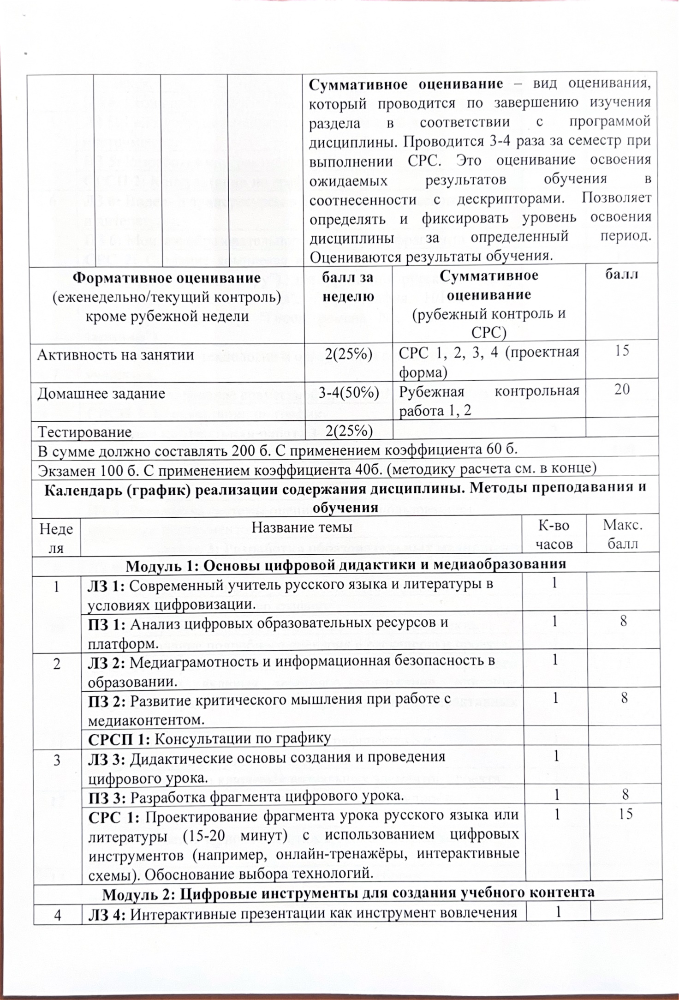 Суммативное оценивание – вид оценивания,
который проводится по завершению изучения
раздела в соответствии с программой
дисциплины. Проводится 3-4 раза за семестр при
выполнении СРС. Это оценивание освоения
ожидаемых результатов обучения в
соотнесенности с дескрипторами. Позволяет
определять и фиксировать уровень освоения
дисциплины за определенный период.
Оцениваются результаты обучения.
Формативное оценивание
(еженедельно/текущий контроль)
кроме рубежной недели
балл за
неделю
Суммативное
оценивание
(рубежный контроль и
СРС)
балл
Активность на занятии
2(25%)
СРС 1, 2, 3, 4 (проектная
форма)
15
Домашнее задание
3-4(50%)
Рубежная контрольная
работа 1, 2
20
Тестирование
2(25%)
В сумме должно составлять 200 б. С применением коэффициента 60 б.
Экзамен 100 б. С применением коэффициента 40б. (методику расчета см. в конце)
Календарь (график) реализации содержания дисциплины. Методы преподавания и
обучения
Неде
ля
Название темы
К-во
часов
Макс.
балл
Модуль 1: Основы цифровой дидактики и медиаобразования
1
ЛЗ 1: Современный учитель русского языка и литературы в
условиях цифровизации.
1
ПЗ 1: Анализ цифровых образовательных ресурсов и
платформ.
1
8
2
ЛЗ 2: Медиаграмотность и информационная безопасность в
образовании.
1
ПЗ 2: Развитие критического мышления при работе с
медиаконтентом.
1
8
СРСП 1: Консультации по графику
3
ЛЗ 3: Дидактические основы создания и проведения
цифрового урока.
1
ПЗ 3: Разработка фрагмента цифрового урока.
1
8
СРС 1: Проектирование фрагмента урока русского языка или
литературы (15-20 минут) с использованием цифровых
инструментов (например, онлайн-тренажёры, интерактивные
схемы). Обоснование выбора технологий.
1
15
Модуль 2: Цифровые инструменты для создания учебного контента
4
ЛЗ 4: Интерактивные презентации как инструмент вовлечения
1